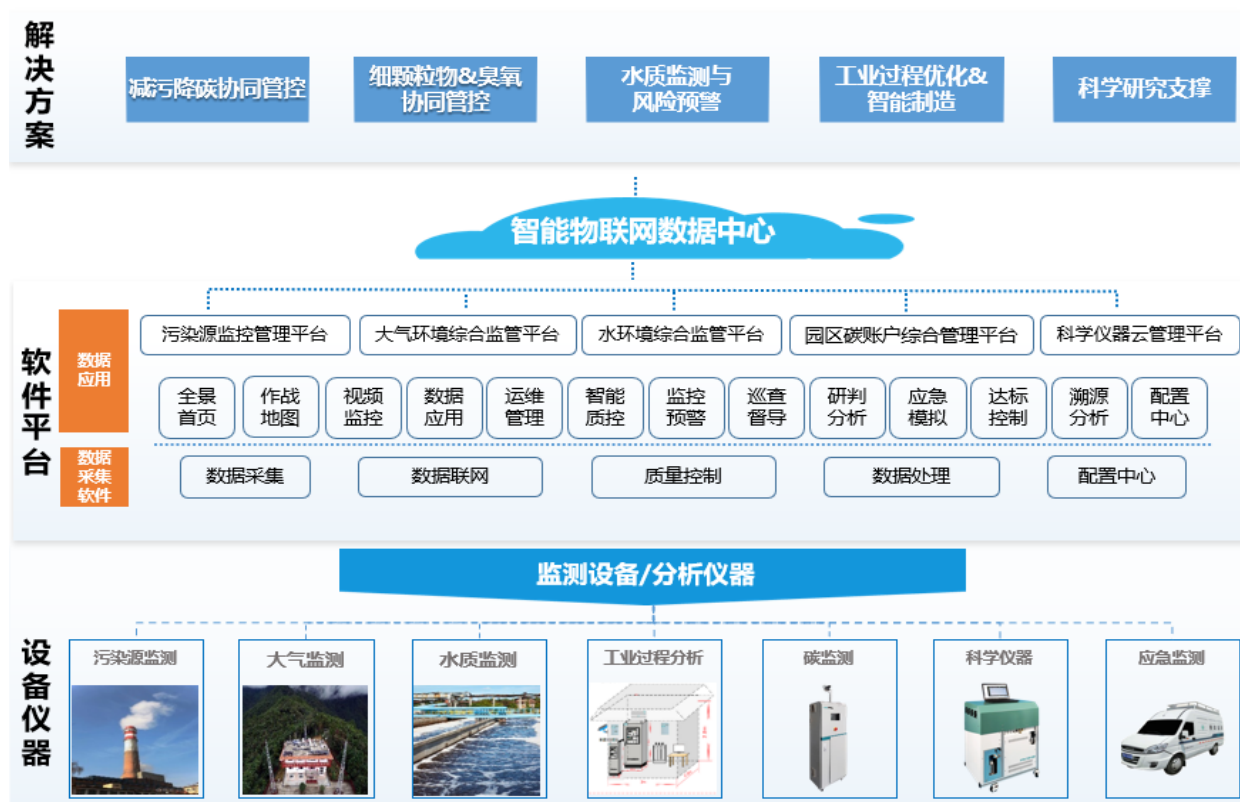 解决方案
减污降碳协同管控
细颗粒物&臭氧
协同管控
水质监测与
风险预警
工业过程优化&
智能制造
科学研究支撑
智能物联网数据中心
软件平台
数据
应用
污染源监控管理平台
大气环境综合监管平台
水环境综合监管平台
园区碳账户综合管理平台
科学仪器云管理平台
全景
首页
作战
地图
视频
监控
数据
应用
运维
管理
智能
质控
监控
预警
巡查
督导
研判
分析
应急
模拟
达标
控制
溯源
分析
配置
中心
数据
采集
软件
数据采集
数据联网
质量控制
数据处理
配置中心
监测设备/分析仪器
设备仪器
污染源监测
大气监测
水质监测
工业过程分析
碳监测
科学仪器
应急监测